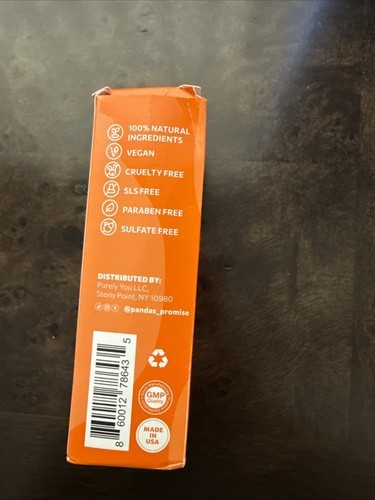 100% NATURAL
INGREDIENTS
VEGAN
CRUELTY FREE
SLS FREE
PARABEN FREE
SULFATE FREE
DISTRIBUTED BY:
Purely You LLC,
Stony Point, NY 10980
@pandas_promise
8 60012 78643 5
GMP
Quality
MADE
IN
USA